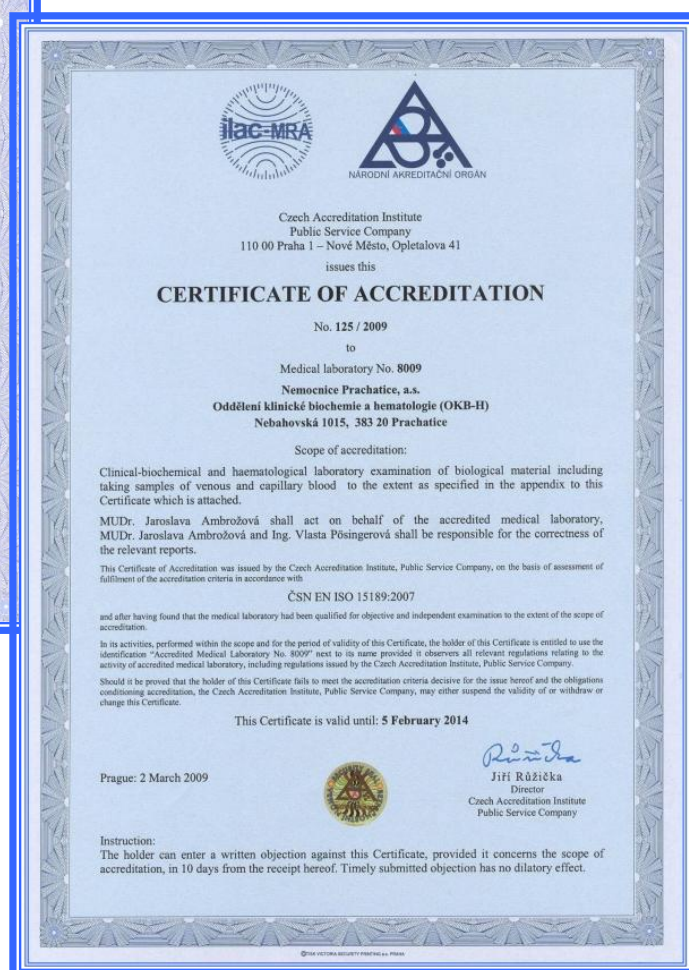 ilac-MRA
NÁRODNÍ AKREDITAČNÍ ORGÁN
Czech Accreditation Institute
Public Service Company
110 00 Praha 1 – Nové Město, Opletalova 41
issues this
CERTIFICATE OF ACCREDITATION
No. 125 / 2009
to
Medical laboratory No. 8009
Nemocnice Prachatice, a.s.
Oddělení klinické biochemie a hematologie (OKB-H)
Nebahovská 1015, 383 20 Prachatice
Scope of accreditation:
Clinical-biochemical and haematological laboratory examination of biological material including
taking samples of venous and capillary blood to the extent as specified in the appendix to this
Certificate which is attached.
MUDr. Jaroslava Ambrožová shall act on behalf of the accredited medical laboratory,
MUDr. Jaroslava Ambrožová and Ing. Vlasta Pösingerová shall be responsible for the correctness of
the relevant reports.
This Certificate of Accreditation was issued by the Czech Accreditation Institute, Public Service Company, on the basis of assessment of
fulfilment of the accreditation criteria in accordance with
ČSN EN ISO 15189:2007
and after having found that the medical laboratory had been qualified for objective and independent examination to the extent of the scope of
accreditation.
In its activities, performed within the scope and for the period of validity of this Certificate, the holder of this Certificate is entitled to use the
identification "Accredited Medical Laboratory No. 8009" next to its name provided it observers all relevant regulations relating to the
activity of accredited medical laboratory, including regulations issued by the Czech Accreditation Institute, Public Service Company.
Should it be proved that the holder of this Certificate fails to meet the accreditation criteria decisive for the issue hereof and the obligations
conditioning accreditation, the Czech Accreditation Institute, Public Service Company, may either suspend the validity of or withdraw or
change this Certificate.
This Certificate is valid until: 5 February 2014
Prague: 2 March 2009
Růžička
Jiří Růžička
Director
Czech Accreditation Institute
Public Service Company
Instruction:
The holder can enter a written objection against this Certificate, provided it concerns the scope of
accreditation, in 10 days from the receipt hereof. Timely submitted objection has no dilatory effect.